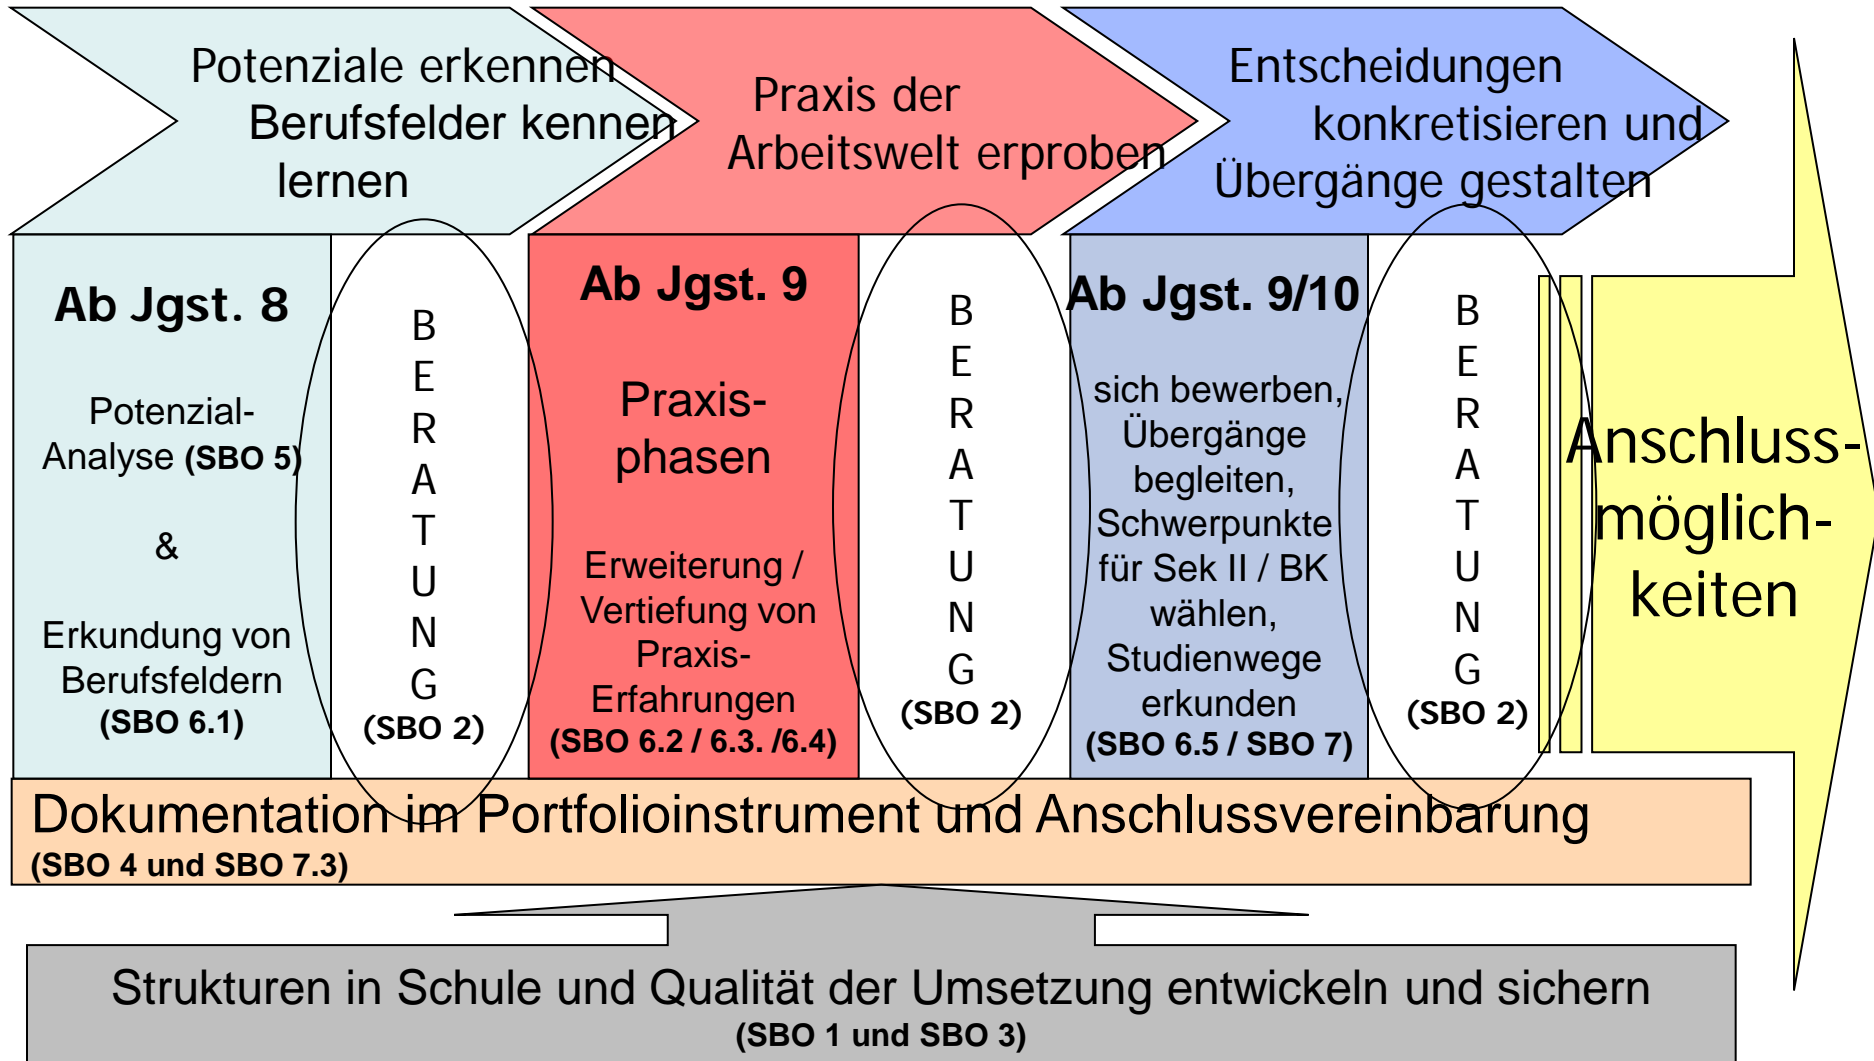 Potenziale erkennen
Berufsfelder kennen
lernen
Praxis der
Arbeitswelt erproben
Entscheidungen
konkretisieren und
Übergänge gestalten
Ab Jgst. 8
Potenzial-
Analyse (SBO 5)
&
Erkundung von
Berufsfeldern
(SBO 6.1)
B
E
R
A
T
U
N
G
(SBO 2)
Ab Jgst. 9
Praxis-
phasen
Erweiterung /
Vertiefung von
Praxis-
Erfahrungen
(SBO 6.2 / 6.3. /6.4)
B
E
R
A
T
U
N
G
(SBO 2)
Ab Jgst. 9/10
sich bewerben,
Übergänge
begleiten,
Schwerpunkte
für Sek II / BK
wählen,
Studienwege
erkunden
(SBO 6.5 / SBO 7)
B
E
R
A
T
U
N
G
(SBO 2)
Anschluss-
möglich-
keiten
Dokumentation im Portfolioinstrument und Anschlussvereinbarung
(SBO 4 und SBO 7.3)
Strukturen in Schule und Qualität der Umsetzung entwickeln und sichern
(SBO 1 und SBO 3)